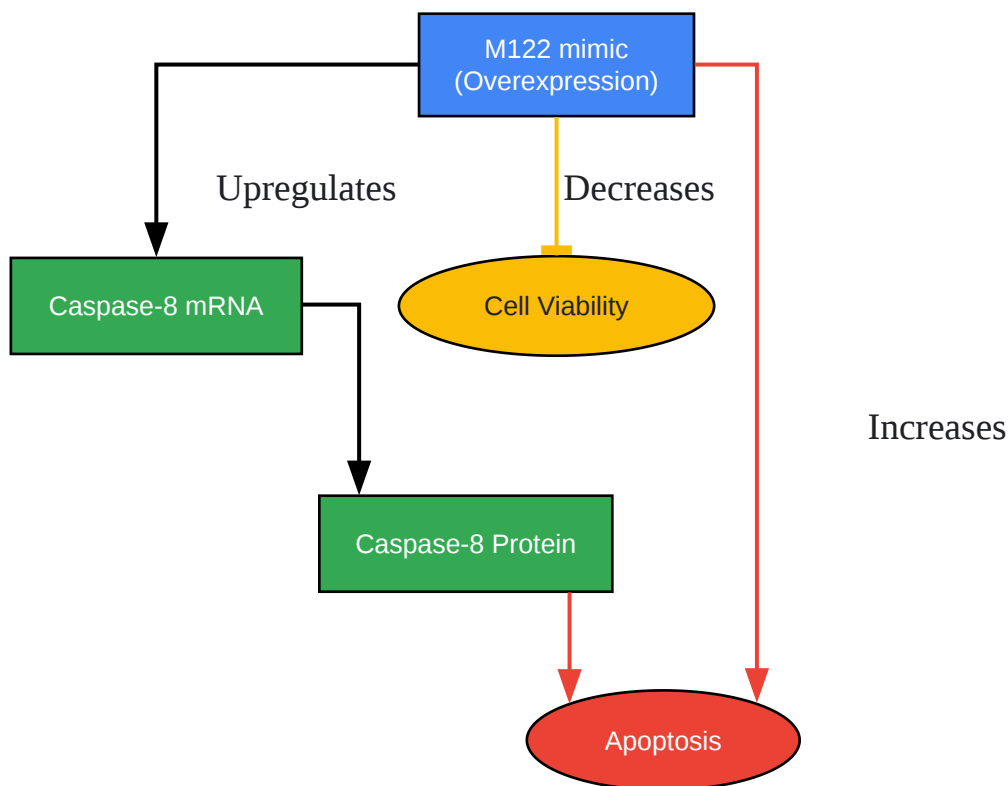 M122 mimic
(Overexpression)
Upregulates
Decreases
Caspase-8 mRNA
Cell Viability
Increases
Caspase-8 Protein
Apoptosis